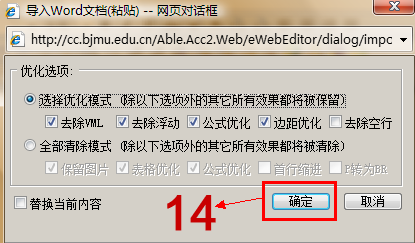 导入Word文档(粘贴) -- 网页对话框
http://cc.bjmu.edu.cn/Able.Acc2.Web/eWebEditor/dialog/impc
优化选项:
选择优化模式 (除以下选项外的其它所有效果都将被保留)
去除VML 去除浮动 公式优化 边距优化 去除空行
全部清除模式 (除以下选项外的其它所有效果都将被清除)
保留图片 表格优化 公式优化 首行缩进 P转为BR
替换当前内容 14 确定 取消